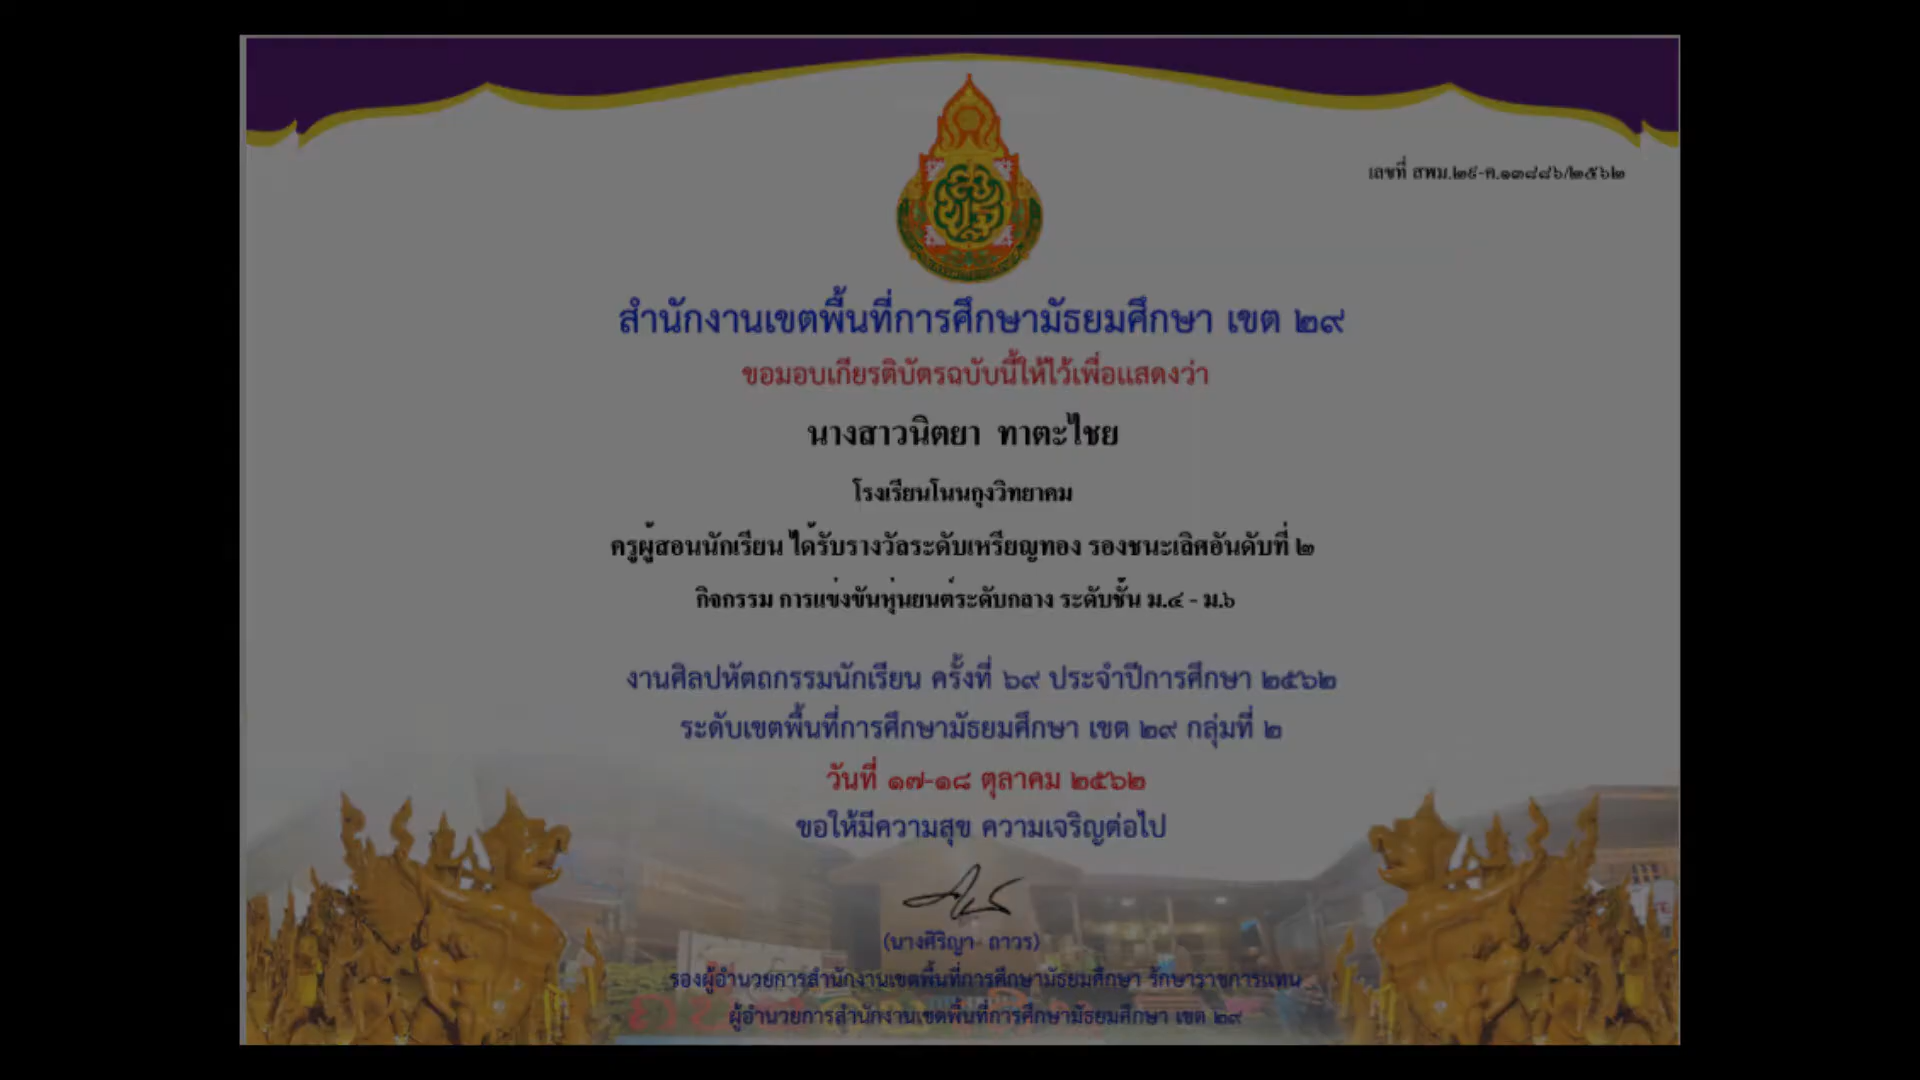 เลขที่ สพม.๒๙-ค.๑๓๘๘๖/๒๕๖๒
สำนักงานเขตพื้นที่การศึกษามัธยมศึกษา เขต ๒๙
ขอมอบเกียรติบัตรฉบับนี้ให้ไว้เพื่อแสดงว่า
นางสาวนิตยา ทาตะไชย
โรงเรียนโนนกุงวิทยาคม
ครูผู้สอนนักเรียน ได้รับรางวัลระดับเหรียญทอง รองชนะเลิศอันดับที่ ๒
กิจกรรม การแข่งขันหุ่นยนต์ระดับกลาง ระดับชั้น ม.๔ - ม.๖
งานศิลปหัตถกรรมนักเรียน ครั้งที่ ๖๙ ประจำปีการศึกษา ๒๕๖๒
ระดับเขตพื้นที่การศึกษามัธยมศึกษา เขต ๒๙ กลุ่มที่ ๒
วันที่ ๑๗-๑๘ ตุลาคม ๒๕๖๒
ขอให้มีความสุข ความเจริญต่อไป
(นางศิริญา ถาวร)
รองผู้อำนวยการสำนักงานเขตพื้นที่การศึกษามัธยมศึกษา รักษาราชการแทน
ผู้อำนวยการสำนักงานเขตพื้นที่การศึกษามัธยมศึกษา เขต ๒๙